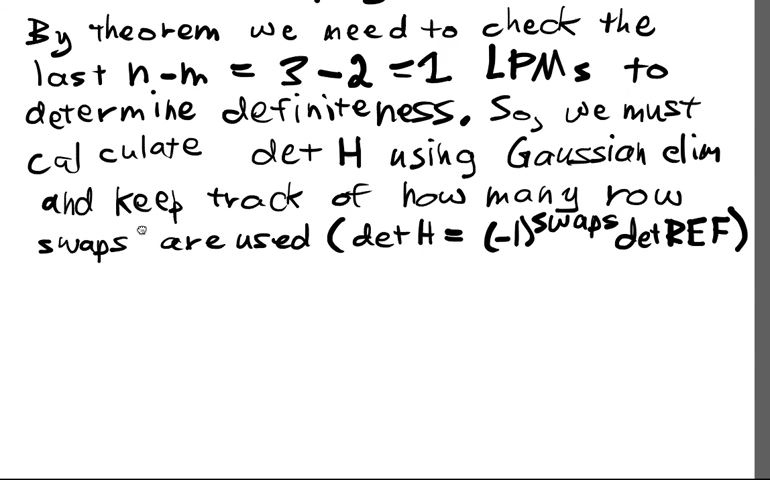 By theorem we need to check the
last n-m = 3-2 = 1 LPMs to
determine definiteness. So, we must
calculate det H using Gaussian elim
and keep track of how many row
swaps are used (det H = (-1)^swaps det REF)